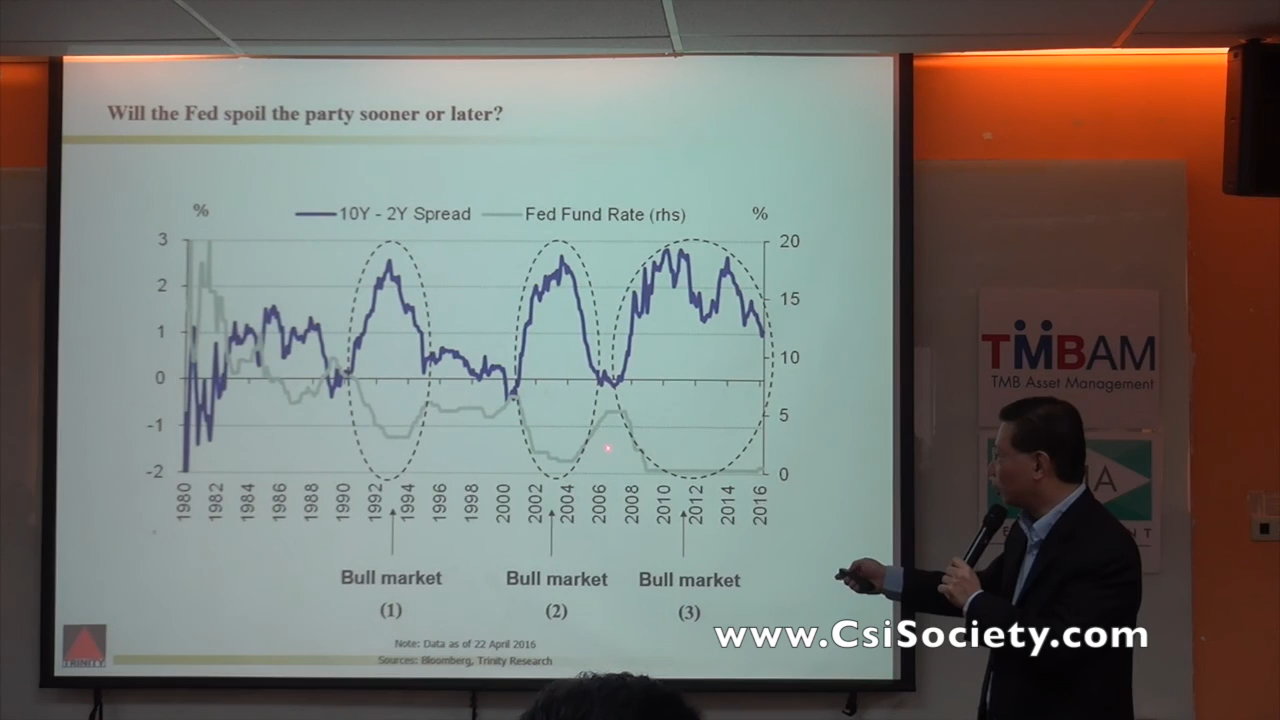 Will the Fed spoil the party sooner or later?
% 10Y - 2Y Spread Fed Fund Rate (rhs) %
3 20
2 15
1
0 10
-1 5
-2 0
1980 1982 1984 1986 1988 1990 1992 1994 1996 1998 2000 2002 2004 2006 2008 2010 2012 2014 2016
Bull market Bull market Bull market
(1) (2) (3)
Note: Data as of 22 April 2016
Sources: Bloomberg, Trinity Research
TRINITY
TMBAM
TMB Asset Management
www.CsiSociety.com